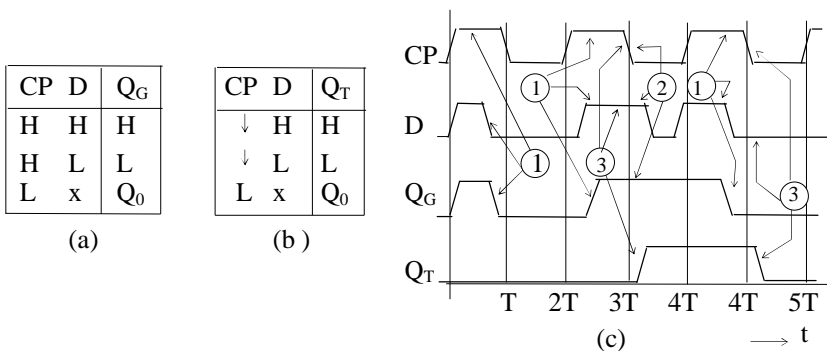 CP D Q_G
H H H
H L L
L x Q_0
(a)
CP D Q_T
↓ H H
↓ L L
L x Q_0
(b )
CP
D
Q_G
Q_T
1
2
1
1
3
3
T 2T 3T 4T 4T 5T
(c)
t